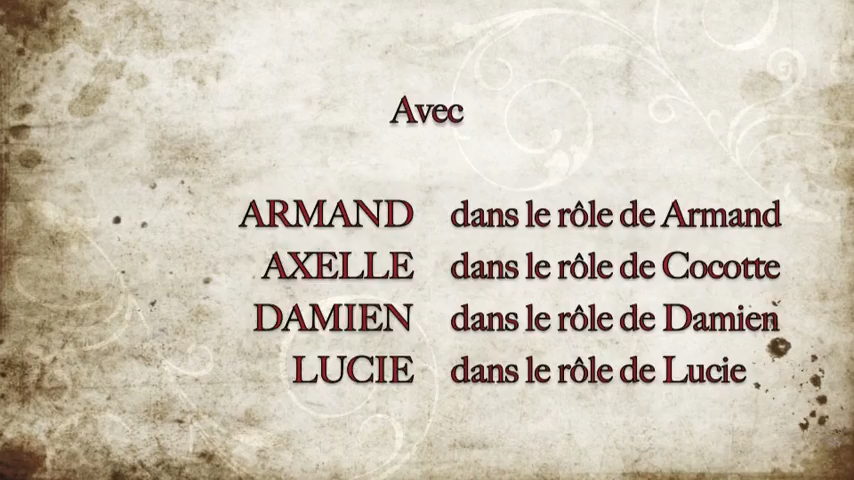 Avec
ARMAND dans le rôle de Armand
AXELLE dans le rôle de Cocotte
DAMIEN dans le rôle de Damien
LUCIE dans le rôle de Lucie